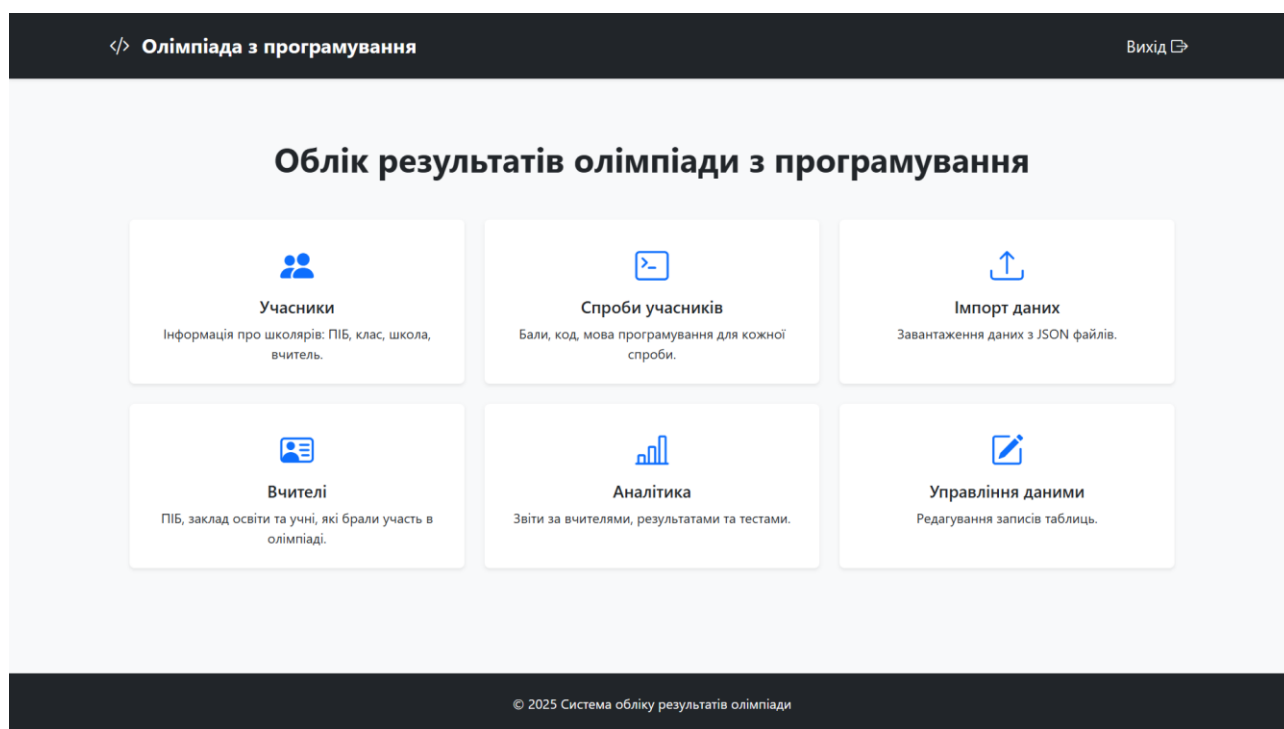 </> Олімпіада з програмування
Вихід
Облік результатів олімпіади з програмування
Учасники
Інформація про школярів: ПІБ, клас, школа,
вчитель.
Спроби учасників
Бали, код, мова програмування для кожної
спроби.
Імпорт даних
Завантаження даних з JSON файлів.
Вчителі
ПІБ, заклад освіти та учні, які брали участь в
олімпіаді.
Аналітика
Звіти за вчителями, результатами та тестами.
Управління даними
Редагування записів таблиць.
© 2025 Система обліку результатів олімпіади